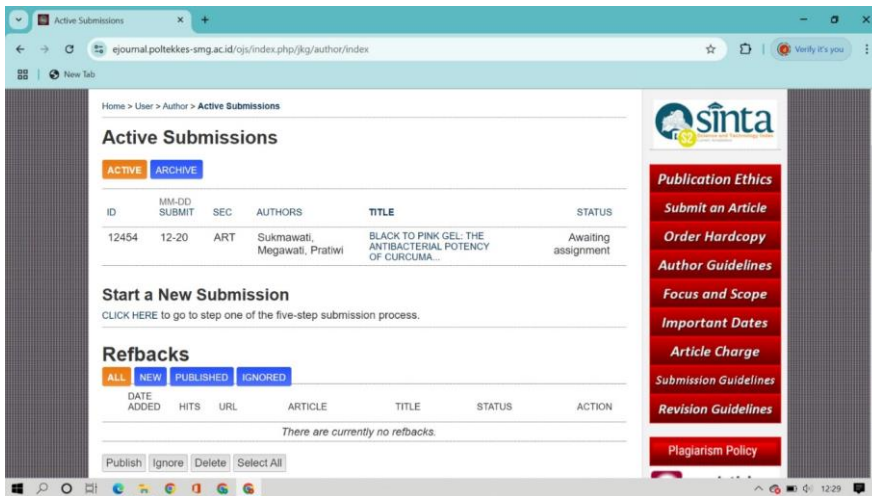 Active Submissions
ejournal.poltekkes-smg.ac.id/ojs/index.php/jkg/author/index
Verify it's you
New Tab
Home > User > Author > Active Submissions
Active Submissions
ACTIVE ARCHIVE
MM-DD
ID SUBMIT SEC AUTHORS TITLE STATUS
12454 12-20 ART Sukmawati, BLACK TO PINK GEL: THE Awaiting
Megawati, Pratiwi ANTIBACTERIAL POTENCY assignment
OF CURCUMA...
Start a New Submission
CLICK HERE to go to step one of the five-step submission process.
Refbacks
ALL NEW PUBLISHED IGNORED
DATE
ADDED HITS URL ARTICLE TITLE STATUS ACTION
There are currently no refbacks.
Publish Ignore Delete Select All
sinta
S2
Science and Technology Index
Publication Ethics
Submit an Article
Order Hardcopy
Author Guidelines
Focus and Scope
Important Dates
Article Charge
Submission Guidelines
Revision Guidelines
Plagiarism Policy
12:29